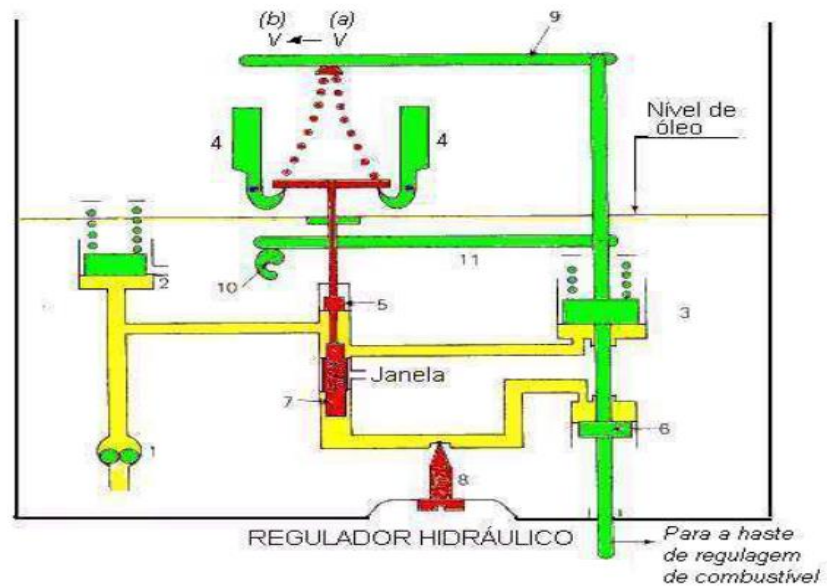 (b) (a)
V V
9
Nível de
óleo
4 4
2
10
11
5
3
Janela
7
6
1
8
REGULADOR HIDRÁULICO
Para a haste
de regulagem
de combustível